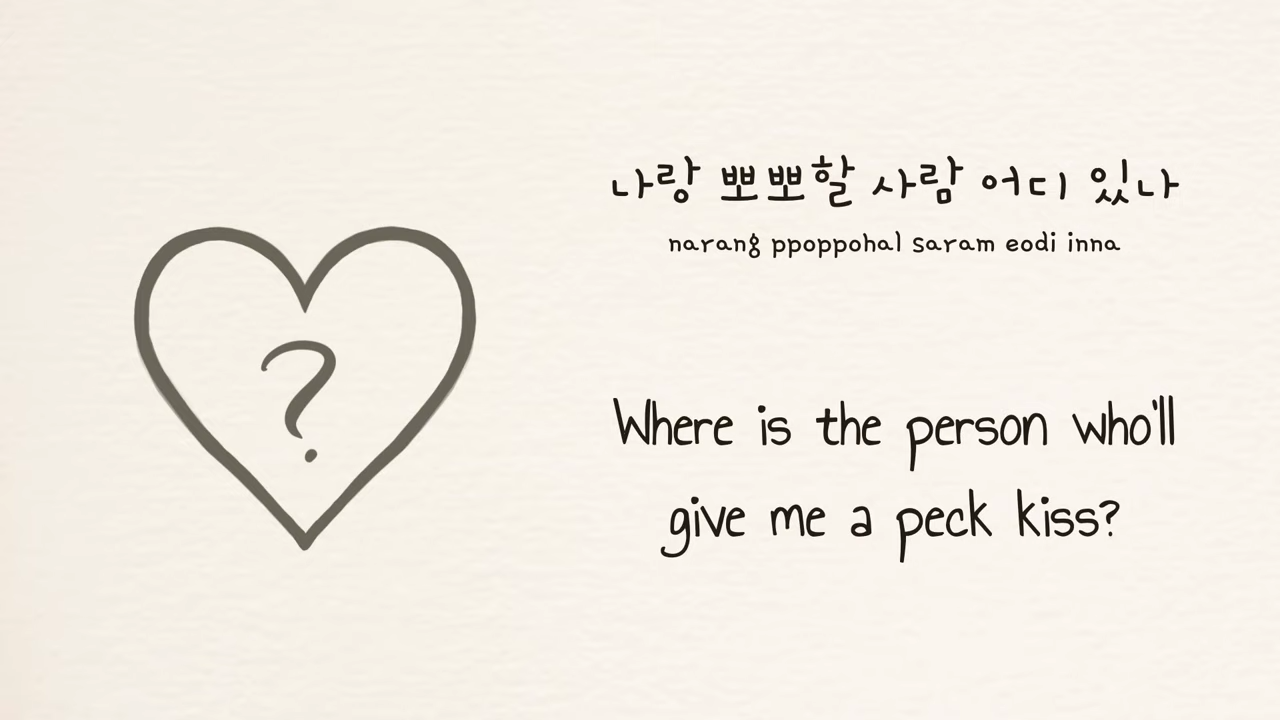 나랑 뽀뽀할 사람 어디 있나
narang ppoppohal saram eodi inna
?
Where is the person who'll
give me a peck kiss?